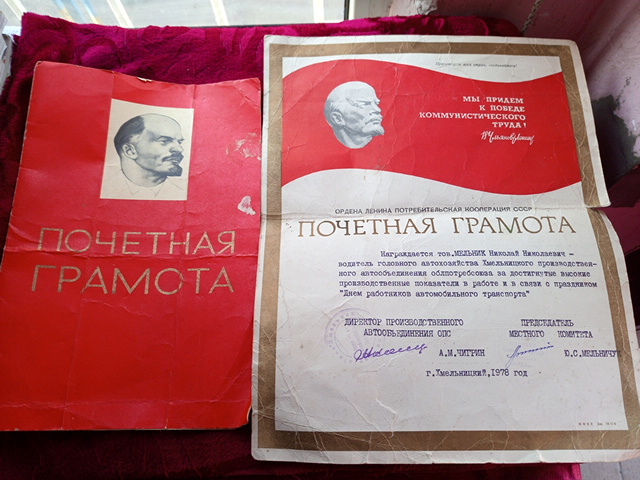 ПОЧЕТНАЯ
ГРАМОТА
Пролетарии всех стран, соединяйтесь!
МЫ ПРИДЕМ
К ПОБЕДЕ
КОММУНИСТИЧЕСКОГО
ТРУДА!
В. Ульянов (Ленин)
ОРДЕНА ЛЕНИНА ПОТРЕБИТЕЛЬСКАЯ КООПЕРАЦИЯ СССР
ПОЧЕТНАЯ ГРАМОТА
Награждается тов.МЕЛЬНИК Николай Николаевич -
водитель головного автохозяйства Хмельницкого производствен-
ного автообъединения облпотребсоюза за достигнутые высокие
производственные показатели в работе и в связи с праздником
"Днем работников автомобильного транспорта"
ДИРЕКТОР ПРОИЗВОДСТВЕННОГО
АВТООБЪЕДИНЕНИЯ ОПС
ПРЕДСЕДАТЕЛЬ
МЕСТНОГО КОМИТЕТА
А.М.ЧИГРИН
Ю.С.МЕЛЬНИЧУК
г.Хмельницкий,1978 год